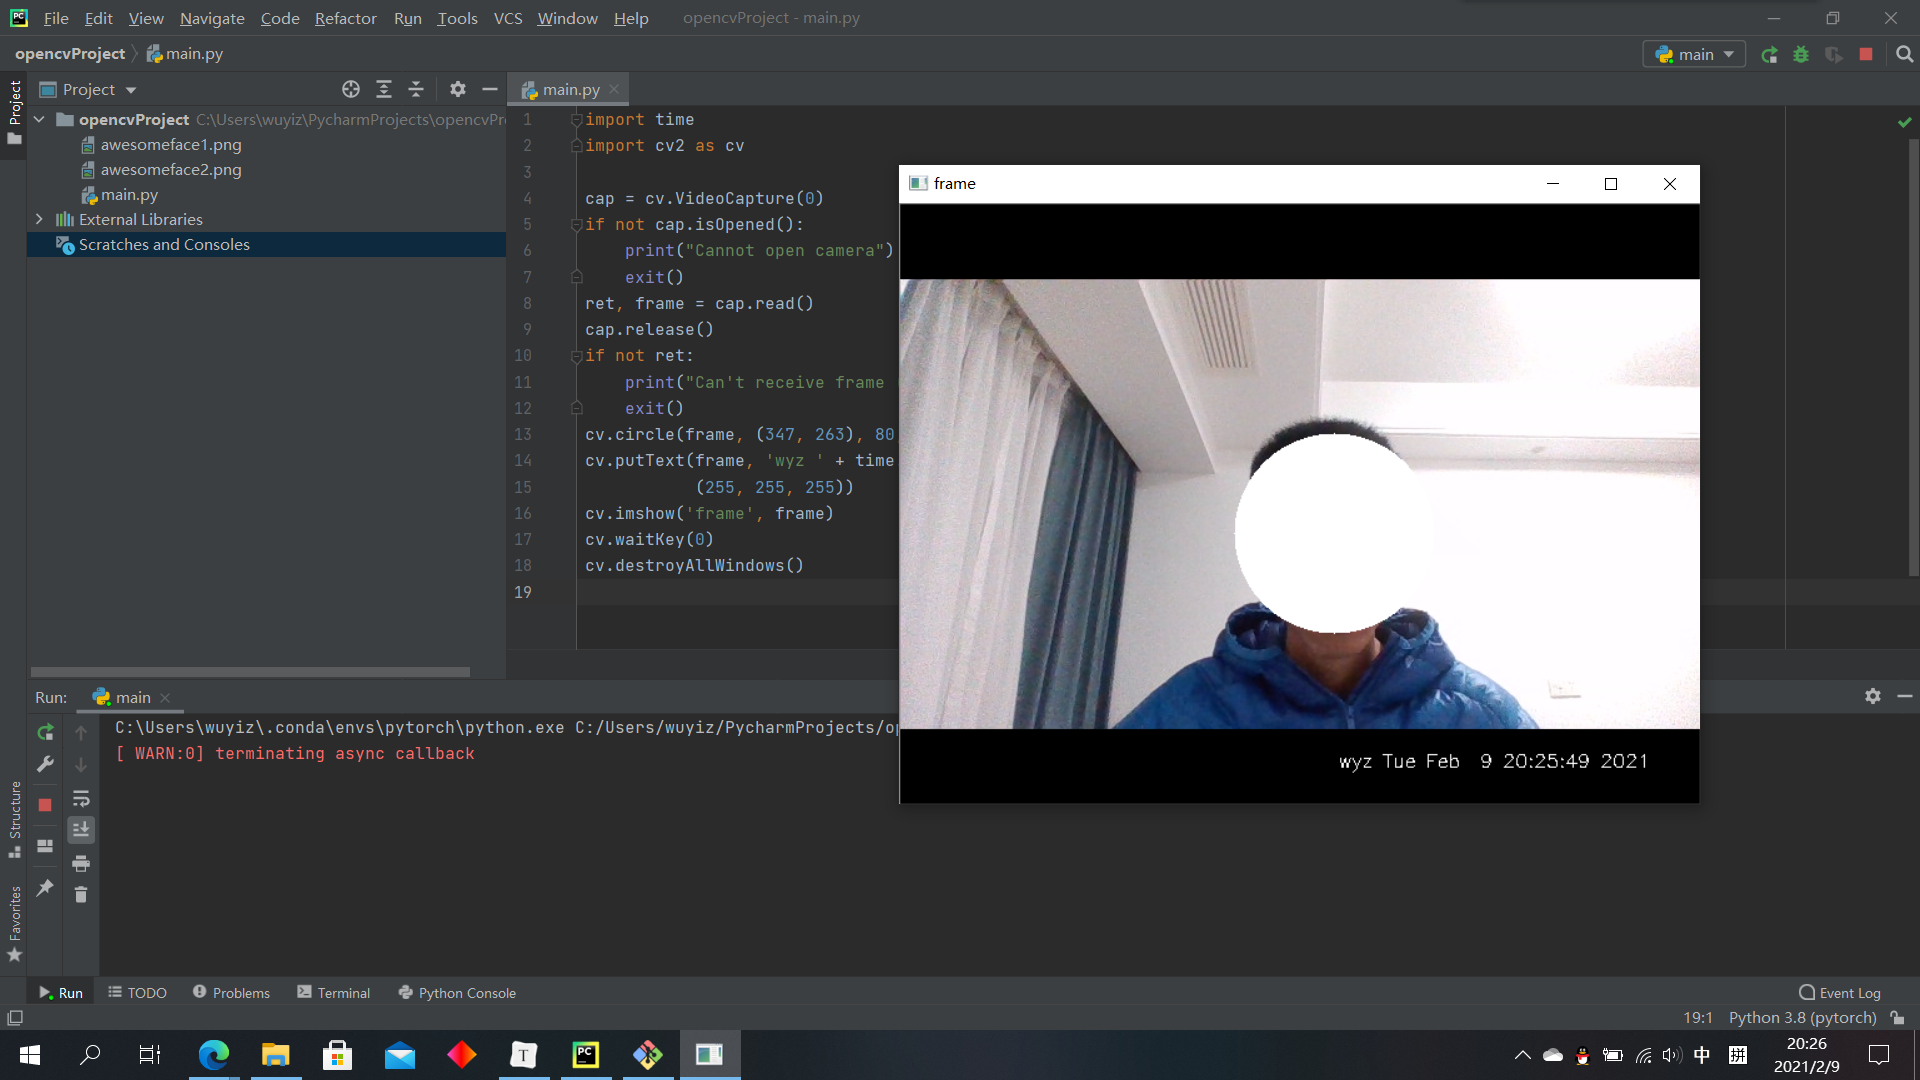 File Edit View Navigate Code Refactor Run Tools VCS Window Help opencvProject - main.py
opencvProject main.py
main
Project
Project
main.py
opencvProject C:\Users\wuyiz\PycharmProjects\opencvPr
awesomeface1.png
awesomeface2.png
main.py
External Libraries
Scratches and Consoles
1 import time
2 import cv2 as cv
3
4 cap = cv.VideoCapture(0)
5 if not cap.isOpened():
6 print("Cannot open camera")
7 exit()
8 ret, frame = cap.read()
9 cap.release()
10 if not ret:
11 print("Can't receive frame
12 exit()
13 cv.circle(frame, (347, 263), 80
14 cv.putText(frame, 'wyz ' + time
15 (255, 255, 255))
16 cv.imshow('frame', frame)
17 cv.waitKey(0)
18 cv.destroyAllWindows()
19
frame
wyz Tue Feb  9 20:25:49 2021
Run: main
C:\Users\wuyiz\.conda\envs\pytorch\python.exe C:/Users/wuyiz/PycharmProjects/op
[ WARN:0] terminating async callback
Structure
Favorites
Run TODO Problems Terminal Python Console Event Log
19:1 Python 3.8 (pytorch)
中 拼
20:26
2021/2/9